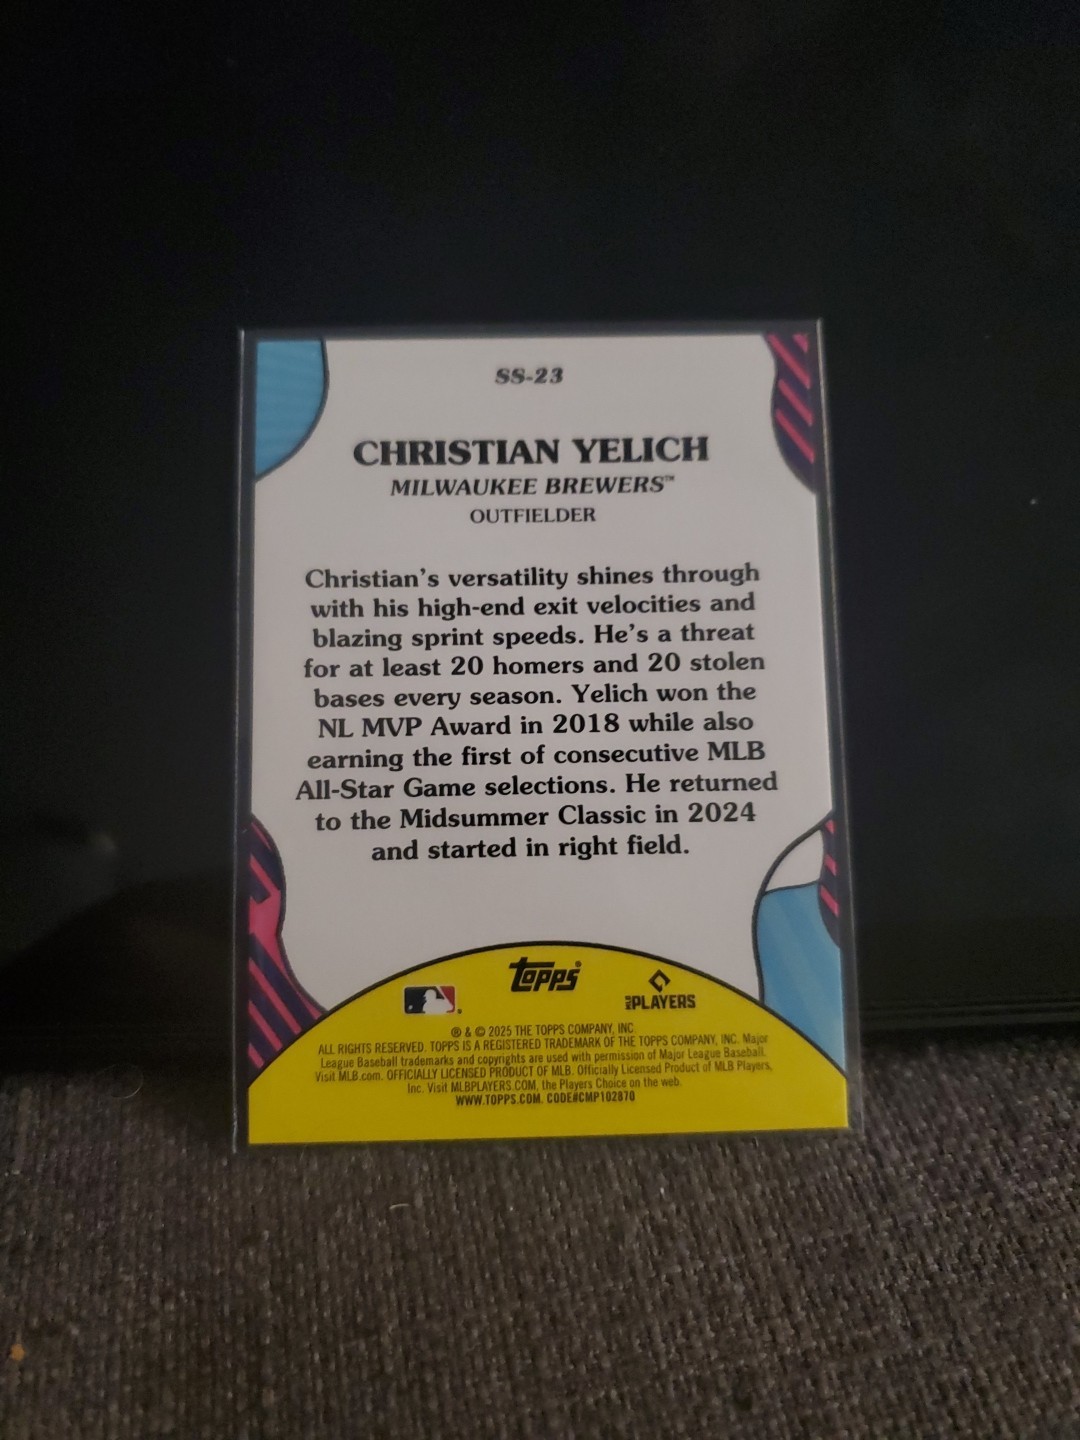 SS-23
CHRISTIAN YELICH
MILWAUKEE BREWERS™
OUTFIELDER
Christian's versatility shines through
with his high-end exit velocities and
blazing sprint speeds. He's a threat
for at least 20 homers and 20 stolen
bases every season. Yelich won the
NL MVP Award in 2018 while also
earning the first of consecutive MLB
All-Star Game selections. He returned
to the Midsummer Classic in 2024
and started in right field.
topps®
MLB PLAYERS
® & © 2025 THE TOPPS COMPANY, INC.
ALL RIGHTS RESERVED. TOPPS IS A REGISTERED TRADEMARK OF THE TOPPS COMPANY, INC. Major
League Baseball trademarks and copyrights are used with permission of Major League Baseball.
Visit MLB.com. OFFICIALLY LICENSED PRODUCT OF MLB. Officially Licensed Product of MLB Players,
Inc. Visit MLBPLAYERS.COM, the Players Choice on the web.
WWW.TOPPS.COM. CODE#CMP102870